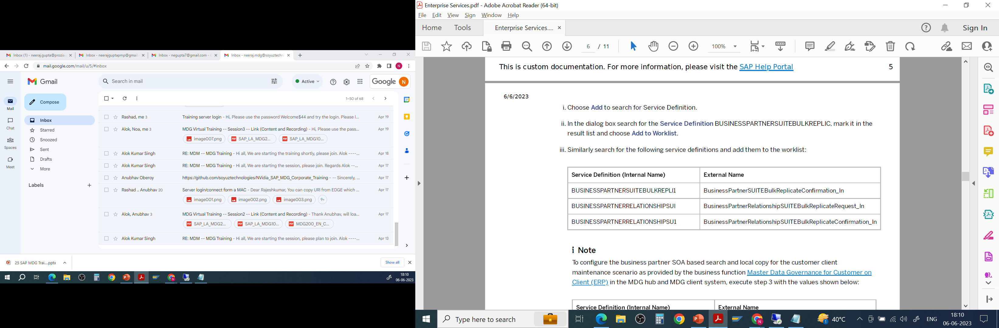 Inbox (1) - neeraj.gupta@prozia.
Inbox - neerajguptapmp@gmail.
Inbox - negupta7@gmail.com - G
Inbox - neeraj.mdg@soyuztechn
mail.google.com/mail/u/5/#inbox
N
Gmail
Search in mail
Active
Google
N
Mail
Chat
Spaces
Meet
Compose
Inbox
Starred
Snoozed
Sent
Drafts
More
Labels
1–50 of 68
Rashad, me 3 Training server login - Hi, Please use the password Welcome$44 and try the login. Please l... Apr 19
Alok, Noa, me 3 MDG Virtual Training -- Session3 -- Link (Content and Recording) - Hi, Please use the pass... Apr 19
image007.png PDF SAP_LA_MDG2... PDF SAP_LA_MDG10...
Alok Kumar Singh RE: MDM -- MDG Training - Hi all, We are starting the training shortly, please join. Alok ----... Apr 18
Alok Kumar Singh RE: MDM -- MDG Training - Hi all, We are starting the session, please join. Regards Alok --... Apr 17
Anubhav Oberoy https://github.com/soyuztechnologies/NVidia_SAP_MDG_Corporate_Training - -- Sincerely, ... Apr 17
Rashad .. Anubhav 20 Server login/connect form a MAC - Dear Rajeshkumar, You can copy URl from EDGE which ... Apr 17
image001.png image002.png image003.png 9+
Alok, Anubhav 3 MDG Virtual Training -- Session2 -- Link (Content and Recording) - Thank Anubhav, will loa... Apr 17
PDF SAP_LA_MDG2... PDF SAP_LA_MDG10... PDF MDG200_EN_C...
Alok Kumar Singh RE: MDM -- MDG Training - Hi all, We are starting the session, please plan to join. Alok ----... Apr 13
25 SAP MDG Trai....pptx
Show all
18:10
06-06-2023
Enterprise Services.pdf - Adobe Acrobat Reader (64-bit)
File Edit View Sign Window Help
Home Tools Enterprise Services.... Sign In
6 / 11 100%
This is custom documentation. For more information, please visit the SAP Help Portal 5
6/6/2023
i. Choose Add to search for Service Definition.
ii. In the dialog box search for the Service Definition BUSINESSPARTNERSUITEBULKREPLIC, mark it in the
result list and choose Add to Worklist.
iii. Similarly search for the following service definitions and add them to the worklist:
Service Definition (Internal Name) External Name
BUSINESSPARTNERSUITEBULKREPLI1 BusinessPartnerSUITEBulkReplicateConfirmation_In
BUSINESSPARTNERRELATIONSHIPSUI BusinessPartnerRelationshipSUITEBulkReplicateRequest_In
BUSINESSPARTNERRELATIONSHIPSU1 BusinessPartnerRelationshipSUITEBulkReplicateConfirmation_In
i Note
To configure the business partner SOA based search and local copy for the customer client
maintenance scenario as provided by the business function Master Data Governance for Customer on
Client (ERP) in the MDG hub and MDG client system, execute step 3 with the values shown below:
Service Definition (Internal Name) External Name
Type here to search
40°C
ENG
18:10
06-06-2023